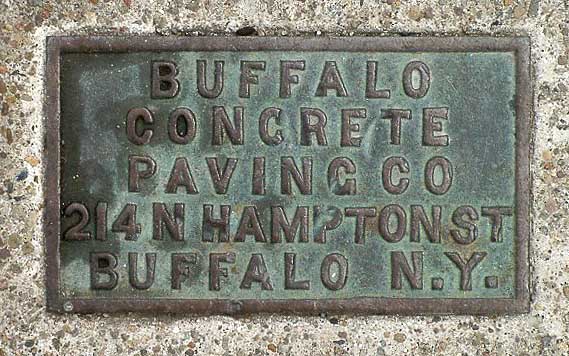 BUFFALO
CONCRETE
PAVING CO
214 N HAMPTON ST
BUFFALO N.Y.